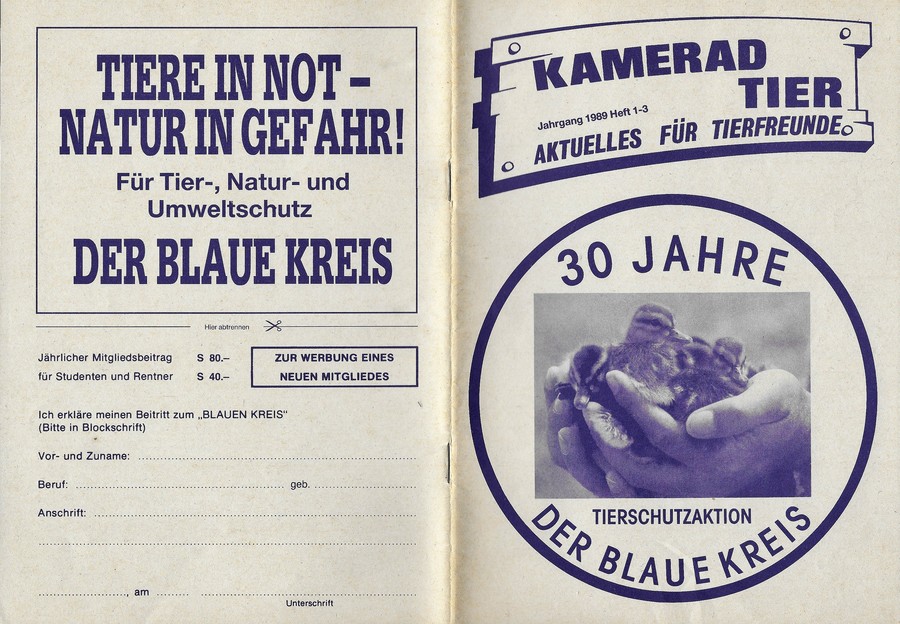 TIERE IN NOT –
NATUR IN GEFAHR!
Für Tier-, Natur- und
Umweltschutz
DER BLAUE KREIS
Hier abtrennen
Jährlicher Mitgliedsbeitrag S 80.–
für Studenten und Rentner S 40.–
ZUR WERBUNG EINES
NEUEN MITGLIEDES
Ich erkläre meinen Beitritt zum „BLAUEN KREIS“
(Bitte in Blockschrift)
Vor- und Zuname:
Beruf: geb.
Anschrift:
, am
Unterschrift
KAMERAD
TIER
Jahrgang 1989 Heft 1-3
AKTUELLES FÜR TIERFREUNDE
30 JAHRE
TIERSCHUTZAKTION
DER BLAUE KREIS